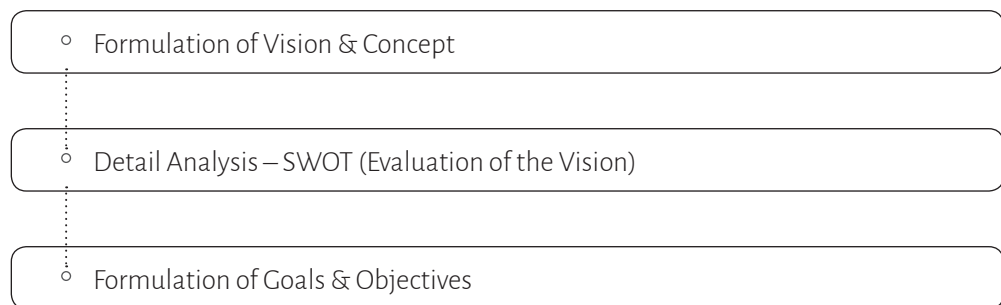 Formulation of Vision & Concept
Detail Analysis – SWOT (Evaluation of the Vision)
Formulation of Goals & Objectives